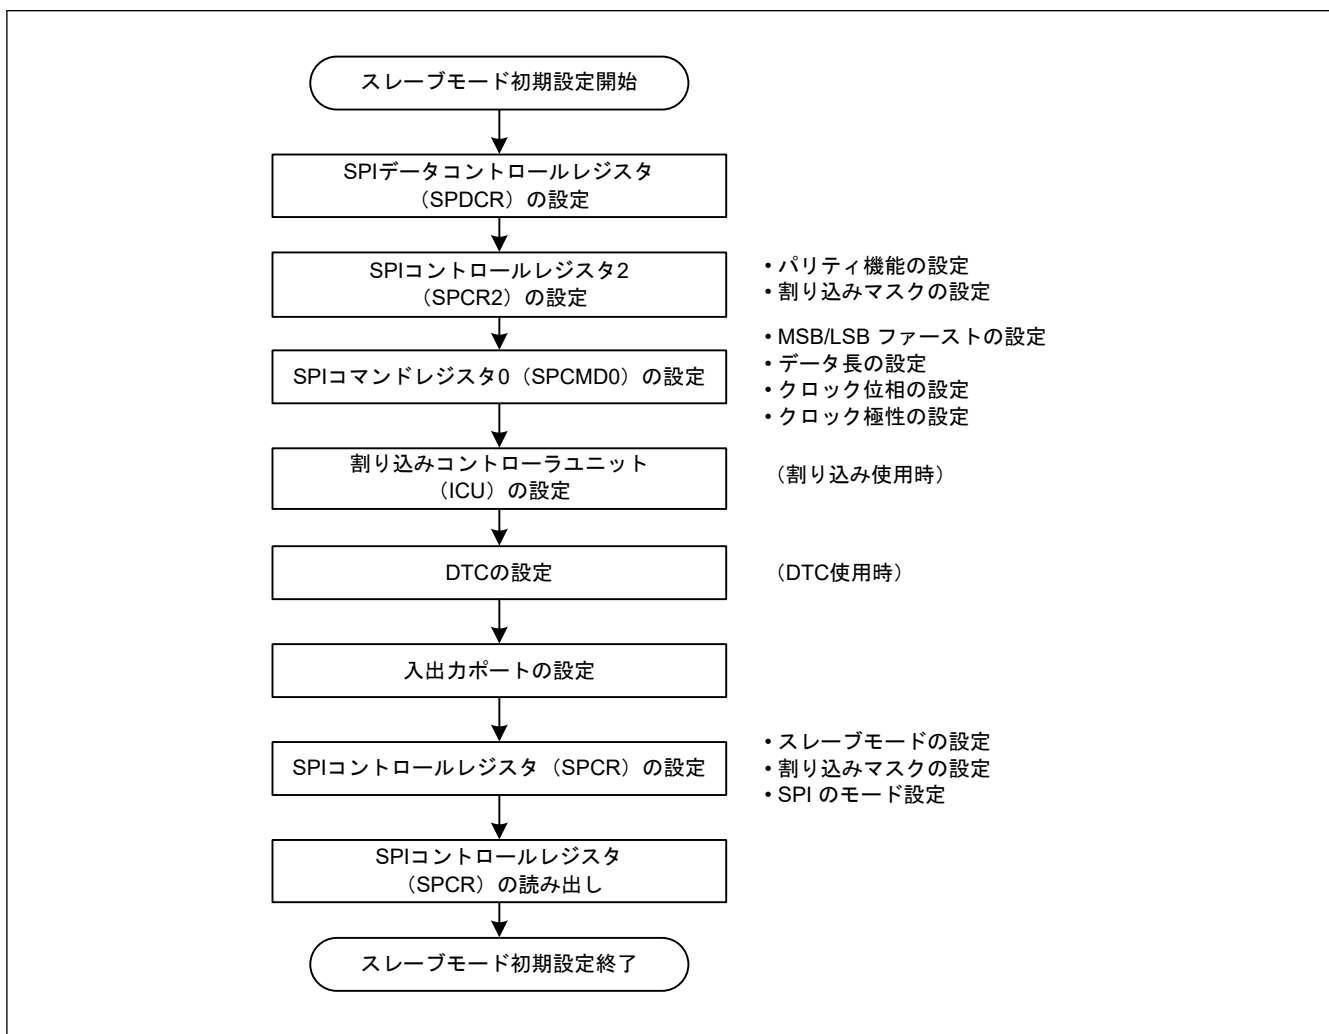 スレーブモード初期設定開始
SPIデータコントロールレジスタ
（SPDCR）の設定
SPIコントロールレジスタ2
（SPCR2）の設定
• パリティ機能の設定
• 割り込みマスクの設定
SPIコマンドレジスタ0（SPCMD0）の設定
• MSB/LSB ファーストの設定
• データ長の設定
• クロック位相の設定
• クロック極性の設定
割り込みコントローラユニット
（ICU）の設定
（割り込み使用時）
DTCの設定
（DTC使用時）
入出力ポートの設定
SPIコントロールレジスタ（SPCR）の設定
• スレーブモードの設定
• 割り込みマスクの設定
• SPI のモード設定
SPIコントロールレジスタ
（SPCR）の読み出し
スレーブモード初期設定終了